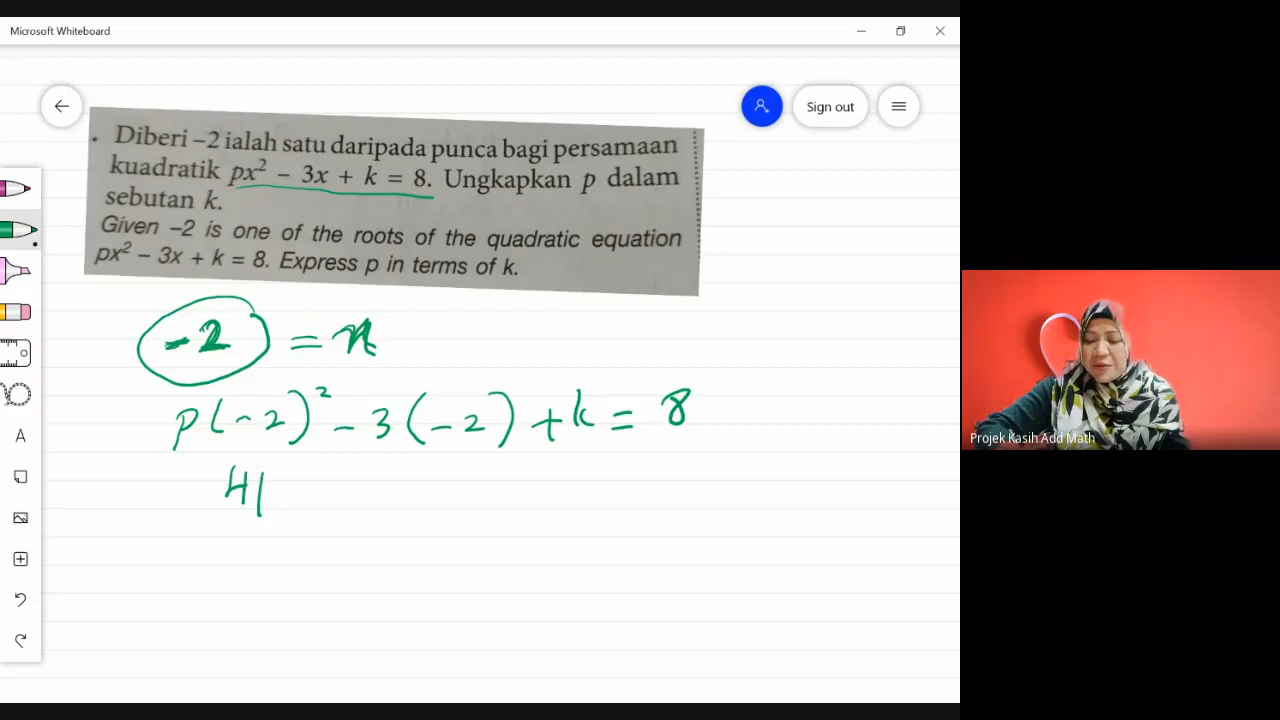 Microsoft Whiteboard
Sign out
. Diberi –2 ialah satu daripada punca bagi persamaan
kuadratik px² – 3x + k = 8. Ungkapkan p dalam
sebutan k.
Given –2 is one of the roots of the quadratic equation
px² – 3x + k = 8. Express p in terms of k.
-2 = x
p(-2)² - 3(-2) + k = 8
4
A
Projek Kasih Add Math